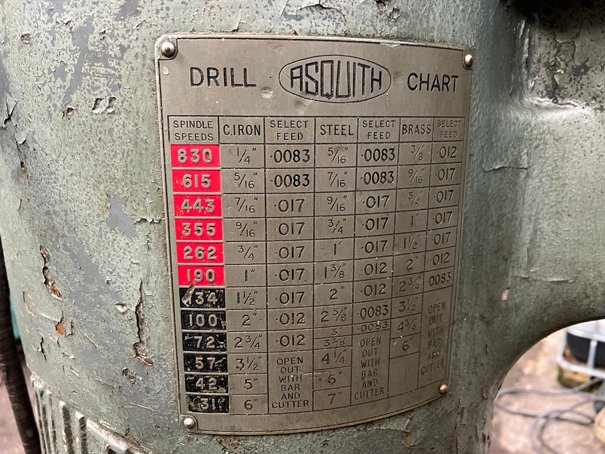 DRILL ASQUITH CHART
SPINDLE SPEEDS C.IRON SELECT FEED STEEL SELECT FEED BRASS SELECT FEED
830 1/4" .0083 5/16 .0083 3/8 .012
615 5/16" .0083 7/16 .0083 9/16 .017
443 7/16" .017 9/16" .017 3/4" .017
355 9/16 .017 3/4" .017 1" .017
262 3/4" .017 1" .017 1 1/2" .017
190 1" .017 1 3/8 .012 2" .012
134 1 1/2" .017 2" .012 2 3/4" .0083
100 2" .012 2 5/8 .0083 3 1/2
72 2 3/4" .012 3 3/8 .0083 4 3/4
57 3 1/2" 4 1/4 6
42 5" 6"
31 6" 7"
OPEN OUT WITH BAR AND CUTTER
OPEN OUT WITH BAR AND CUTTER
OPEN OUT BAR AND CUTTER